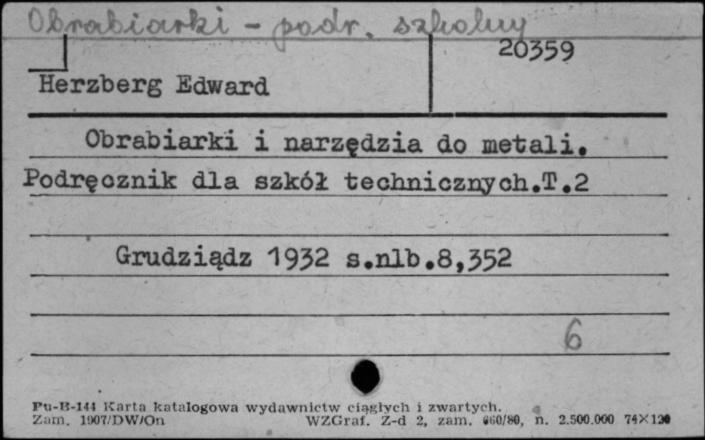 Obrabiarki - podr. szkolny
20359
Herzberg Edward
Obrabiarki i narzędzia do metali.
Podręcznik dla szkół technicznych.T.2
Grudziądz 1932 s.nlb.8,352
6
Pu-B-144 Karta katalogowa wydawnictw ciągłych i zwartych.
Zam. 1907/DW/On WZGraf. Z-d 2, zam. 660/80, n. 2.500.000 74×120